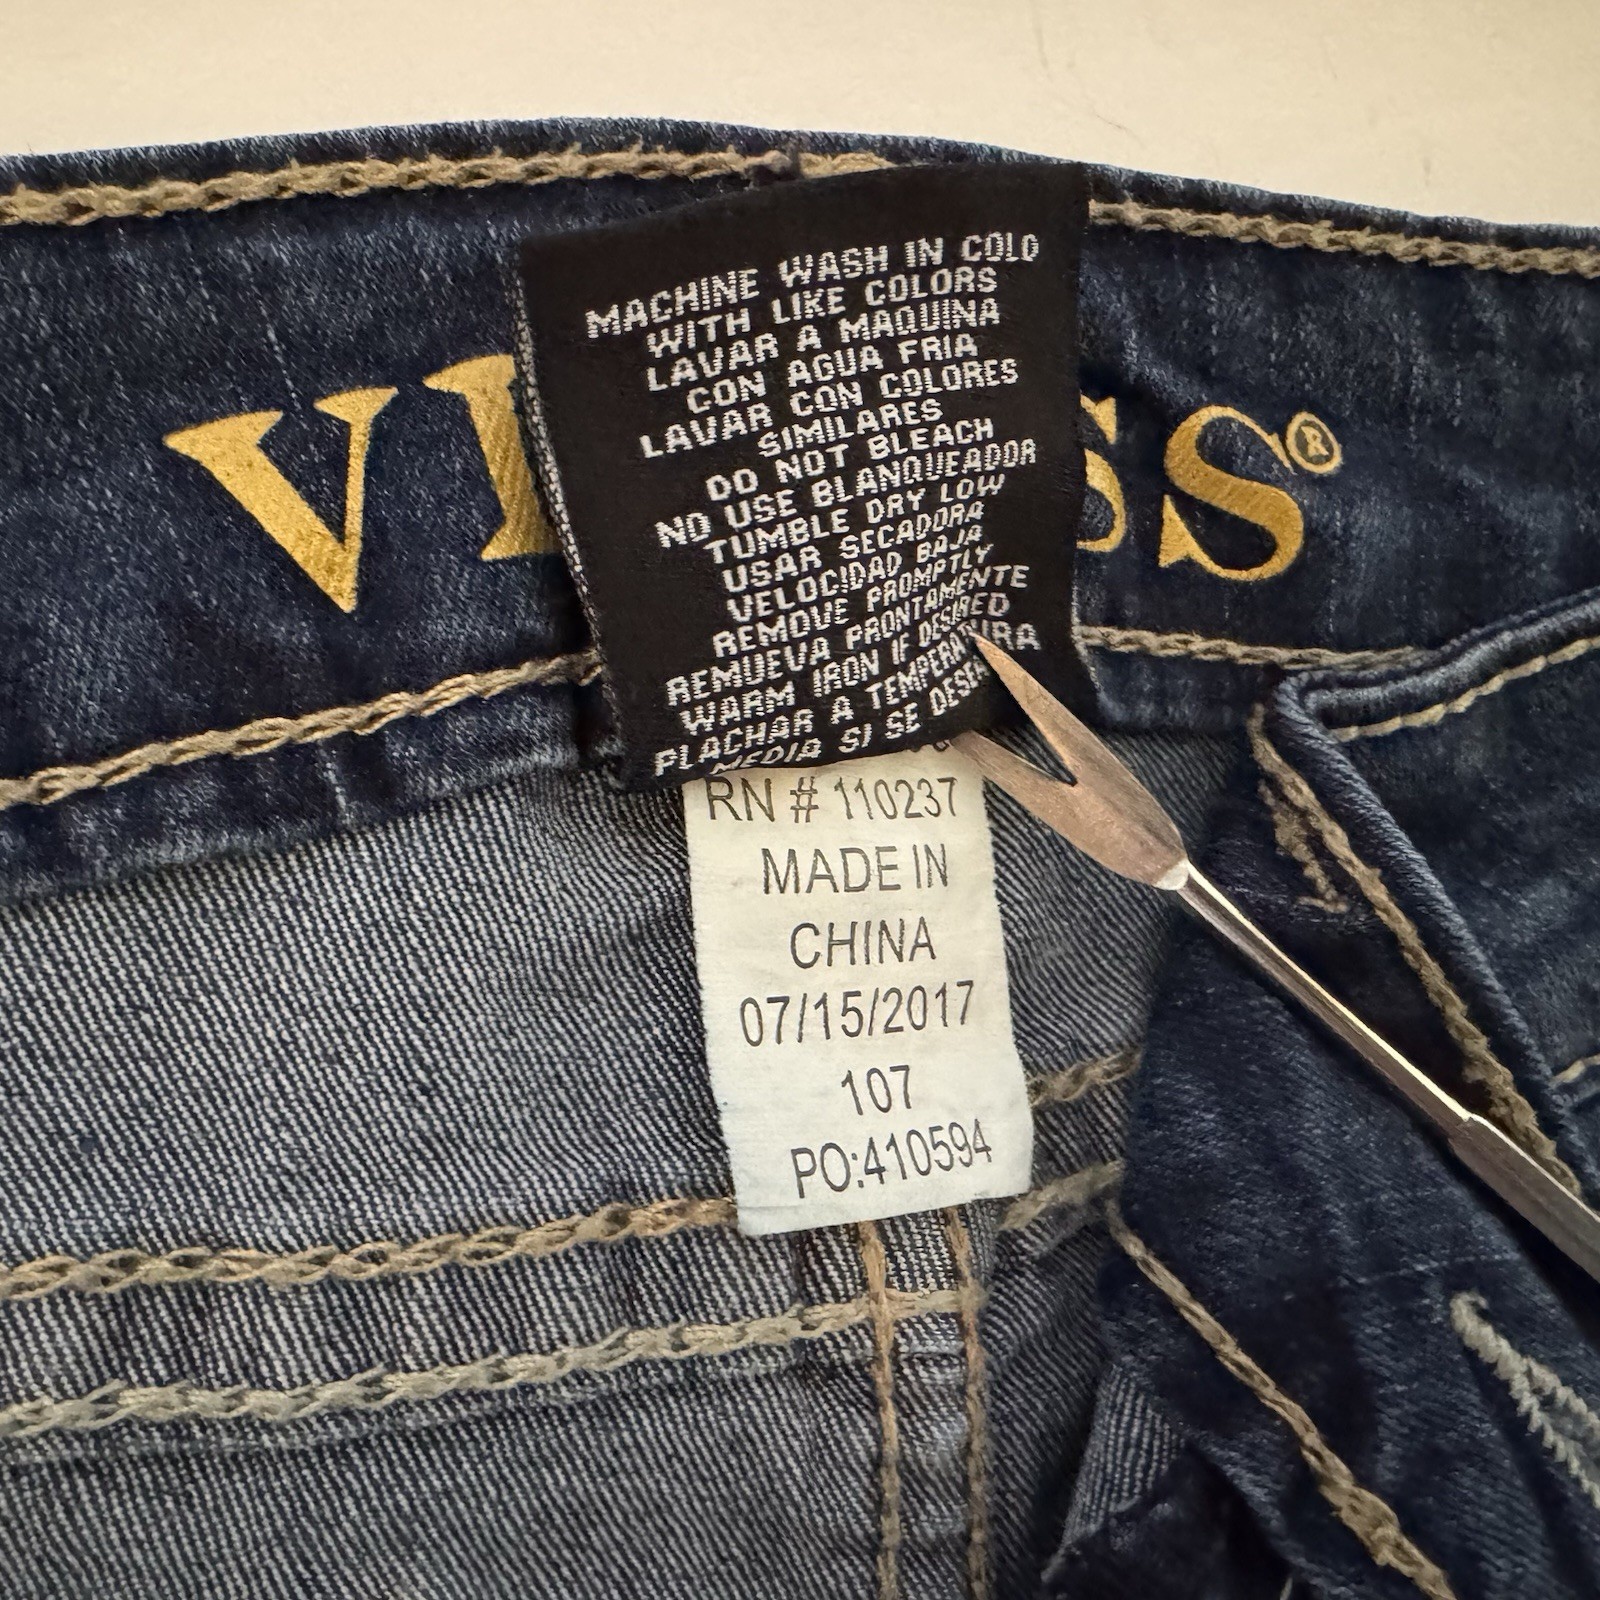 MACHINE WASH IN COLD
WITH LIKE COLORS
LAVAR A MAQUINA
CON AGUA FRIA
LAVAR CON COLORES
SIMILARES
DO NOT BLEACH
NO USE BLANQUEADOR
TUMBLE DRY LOW
USAR SECADORA
VELOCIDAD BAJA
REMOVE PROMPTLY
REMUEVA PRONTAMENTE
WARM IRON IF DESIRED
PLACHAR A TEMPERATURA
MEDIA SI SE DESEA
RN # 110237
MADE IN
CHINA
07/15/2017
107
PO:410594